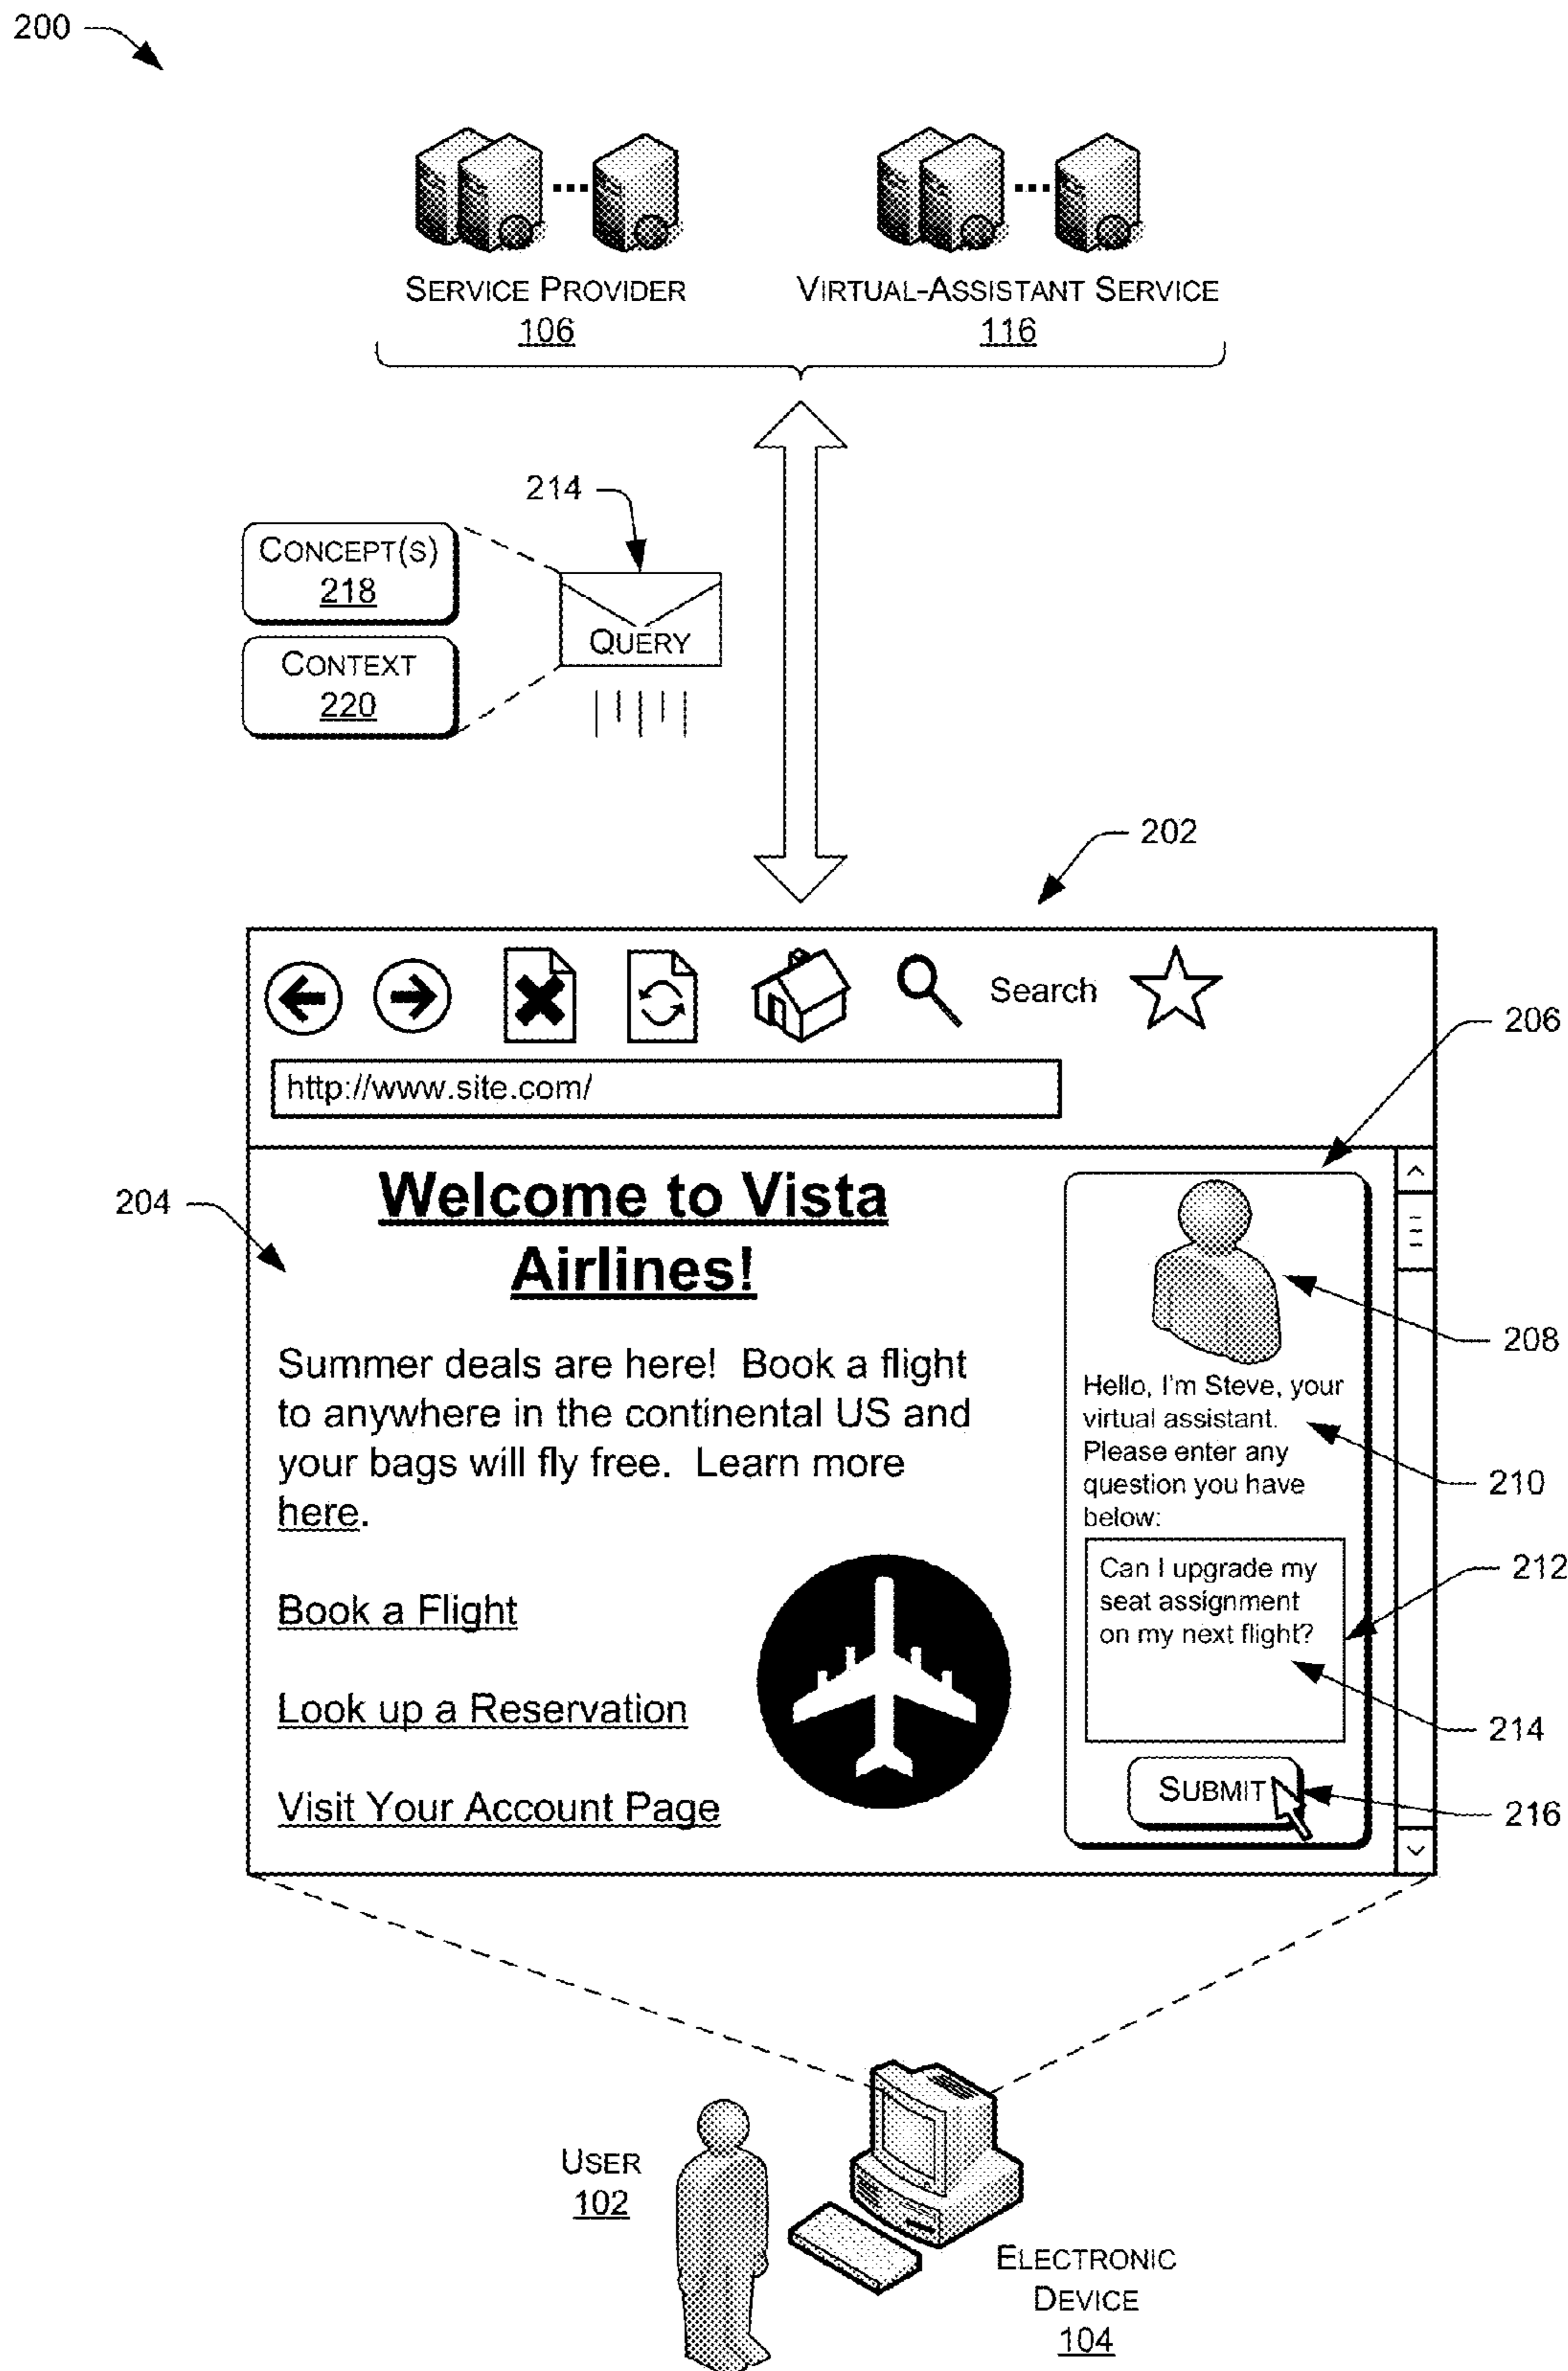 200
SERVICE PROVIDER
106
VIRTUAL-ASSISTANT SERVICE
116
214
CONCEPT(S)
218
CONTEXT
220
QUERY
202
Search
http://www.site.com/
206
204
Welcome to Vista
Airlines!
Summer deals are here! Book a flight
to anywhere in the continental US and
your bags will fly free. Learn more
here.
Book a Flight
Look up a Reservation
Visit Your Account Page
208
Hello, I'm Steve, your
virtual assistant.
Please enter any
question you have
below:
210
Can I upgrade my
seat assignment
on my next flight?
212
214
SUBMIT
216
USER
102
ELECTRONIC
DEVICE
104